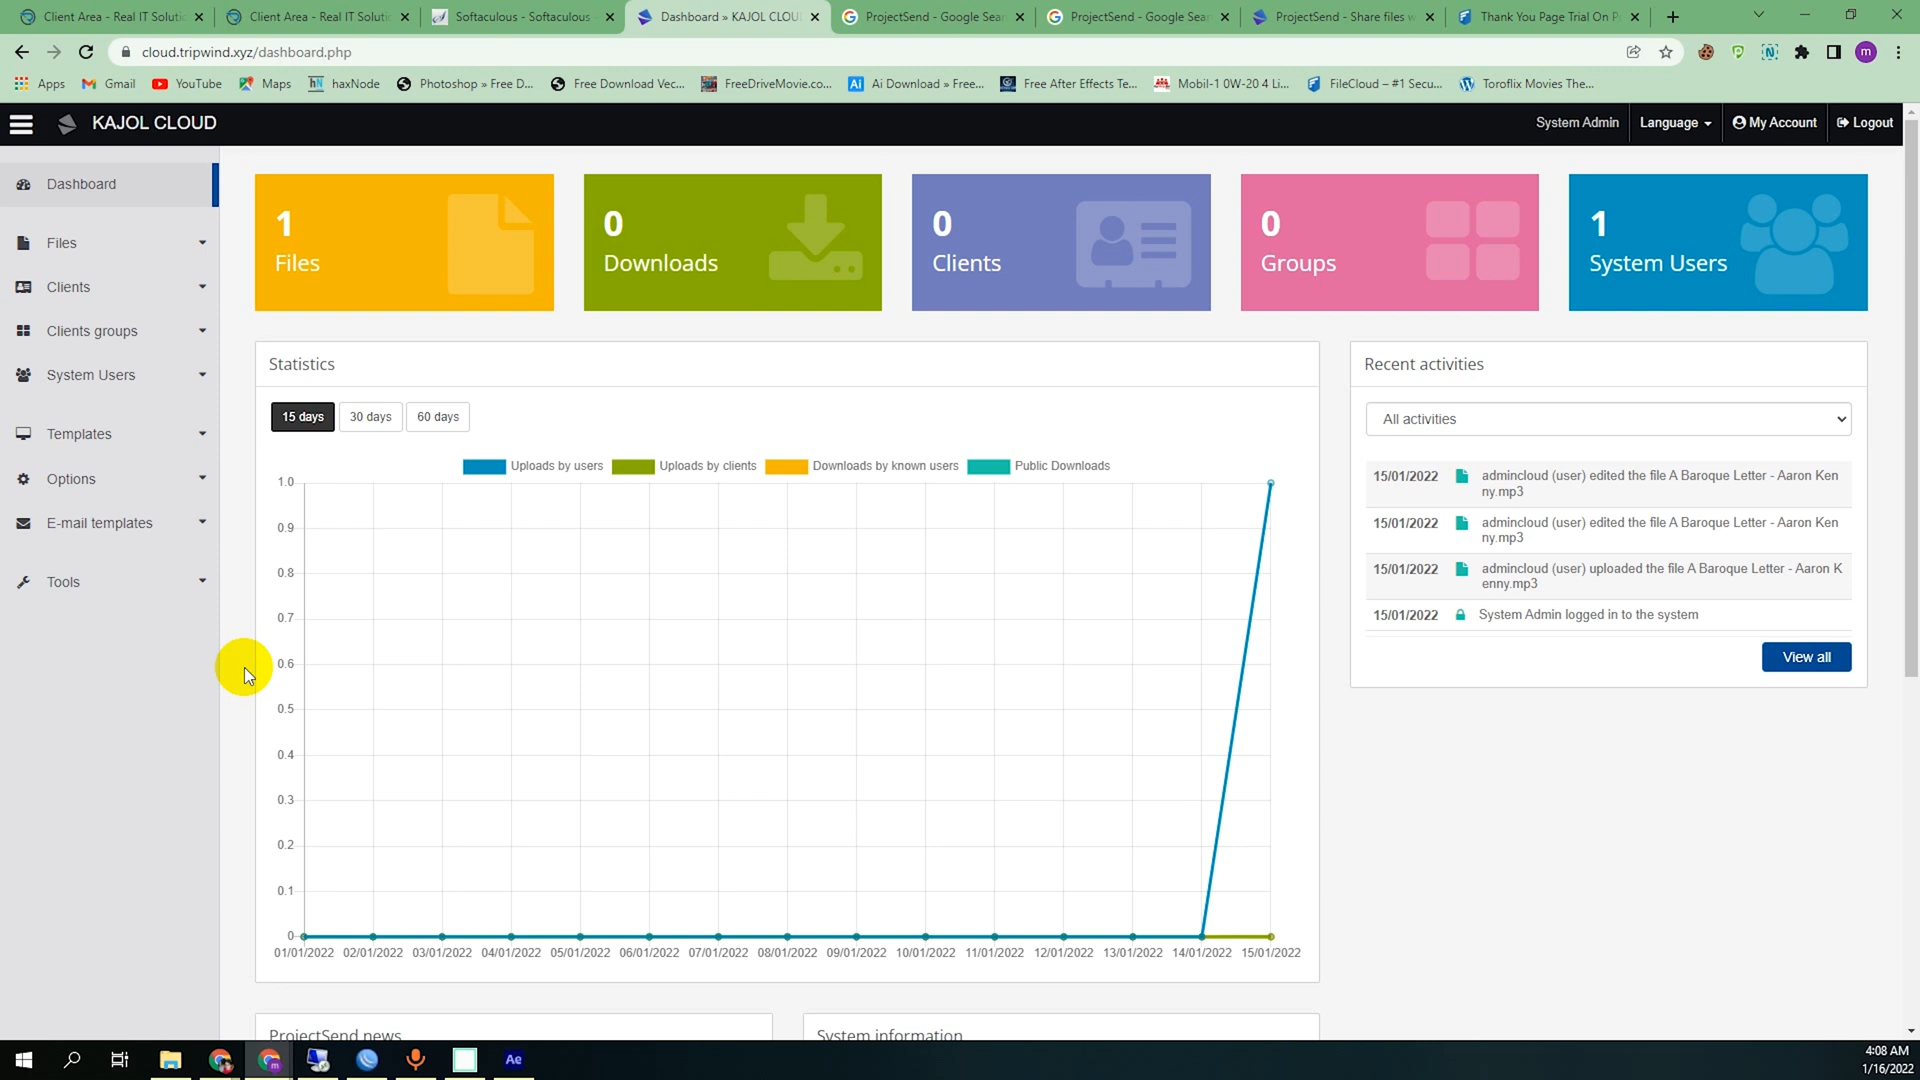 Client Area - Real IT Solutic
Client Area - Real IT Solutic
Softaculous - Softaculous -
Dashboard » KAJOL CLOU
ProjectSend - Google Sear
ProjectSend - Google Sear
ProjectSend - Share files w
Thank You Page Trial On P
cloud.tripwind.xyz/dashboard.php
m
Apps
Gmail
YouTube
Maps
haxNode
Photoshop » Free D...
Free Download Vec...
FreeDriveMovie.co...
Ai Download » Free...
Free After Effects Te...
Mobil-1 0W-20 4 Li...
FileCloud – #1 Secu...
Toroflix Movies The...
KAJOL CLOUD
System Admin
Language
My Account
Logout
Dashboard
Files
Clients
Clients groups
System Users
Templates
Options
E-mail templates
Tools
1
Files
0
Downloads
0
Clients
0
Groups
1
System Users
Statistics
15 days
30 days
60 days
Uploads by users
Uploads by clients
Downloads by known users
Public Downloads
1.0
0.9
0.8
0.7
0.6
0.5
0.4
0.3
0.2
0.1
0
01/01/2022 02/01/2022 03/01/2022 04/01/2022 05/01/2022 06/01/2022 07/01/2022 08/01/2022 09/01/2022 10/01/2022 11/01/2022 12/01/2022 13/01/2022 14/01/2022 15/01/2022
Recent activities
All activities
15/01/2022 admincloud (user) edited the file A Baroque Letter - Aaron Ken
ny.mp3
15/01/2022 admincloud (user) edited the file A Baroque Letter - Aaron Ken
ny.mp3
15/01/2022 admincloud (user) uploaded the file A Baroque Letter - Aaron K
enny.mp3
15/01/2022 System Admin logged in to the system
View all
ProjectSend news
System information
m
Ae
4:08 AM
1/16/2022